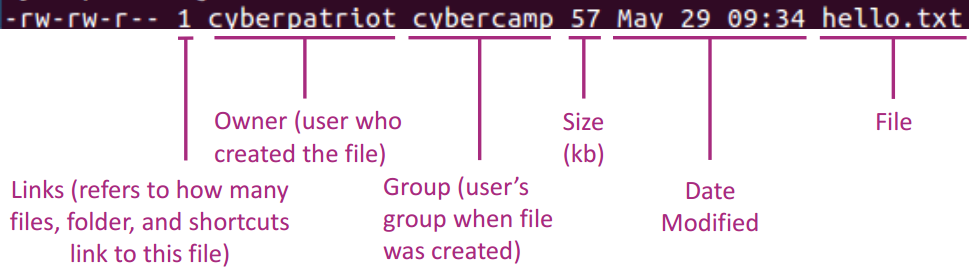 -rw-rw-r-- 1 cyberpatriot cybercamp 57 May 29 09:34 hello.txt
Owner (user who
created the file)
Size
(kb)
File
Links (refers to how many
files, folder, and shortcuts
link to this file)
Group (user's
group when file
was created)
Date
Modified